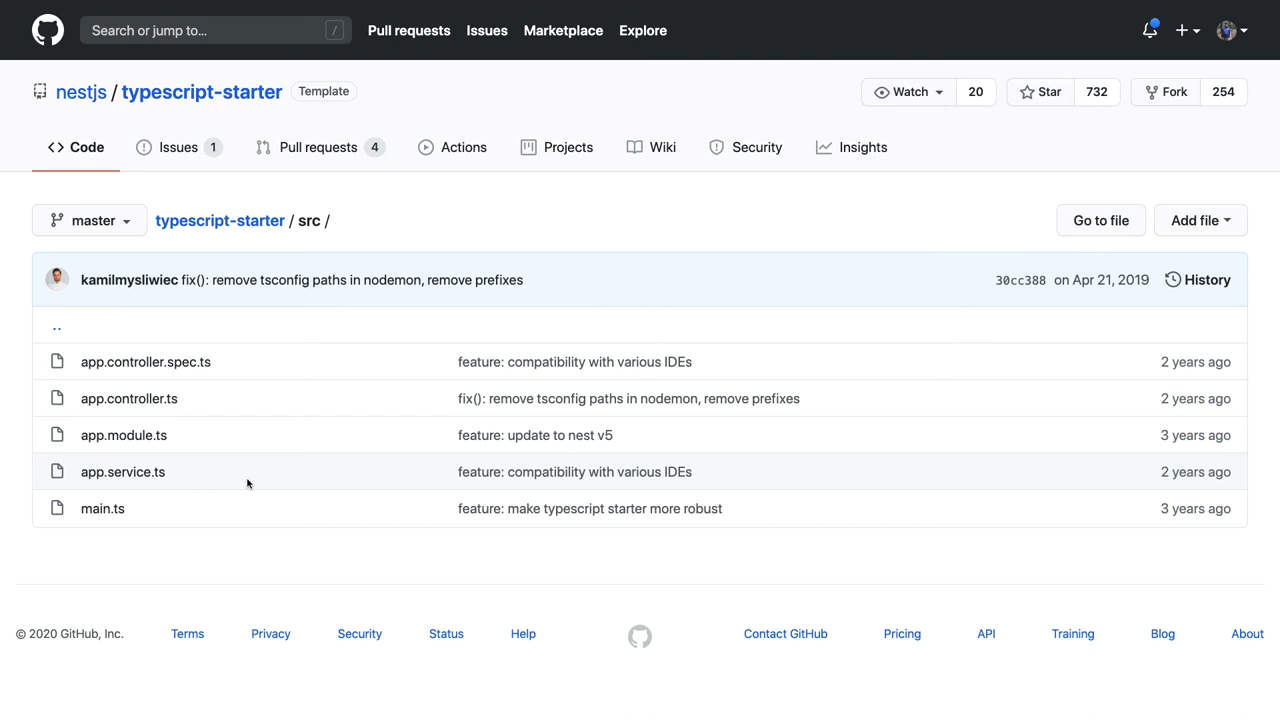 Search or jump to... /
Pull requests Issues Marketplace Explore
nestjs / typescript-starter Template
Watch 20 Star 732 Fork 254
Code Issues 1 Pull requests 4 Actions Projects Wiki Security Insights
master typescript-starter / src / Go to file Add file
kamilmysliwiec fix(): remove tsconfig paths in nodemon, remove prefixes 30cc388 on Apr 21, 2019 History
..
app.controller.spec.ts feature: compatibility with various IDEs 2 years ago
app.controller.ts fix(): remove tsconfig paths in nodemon, remove prefixes 2 years ago
app.module.ts feature: update to nest v5 3 years ago
app.service.ts feature: compatibility with various IDEs 2 years ago
main.ts feature: make typescript starter more robust 3 years ago
© 2020 GitHub, Inc. Terms Privacy Security Status Help Contact GitHub Pricing API Training Blog About